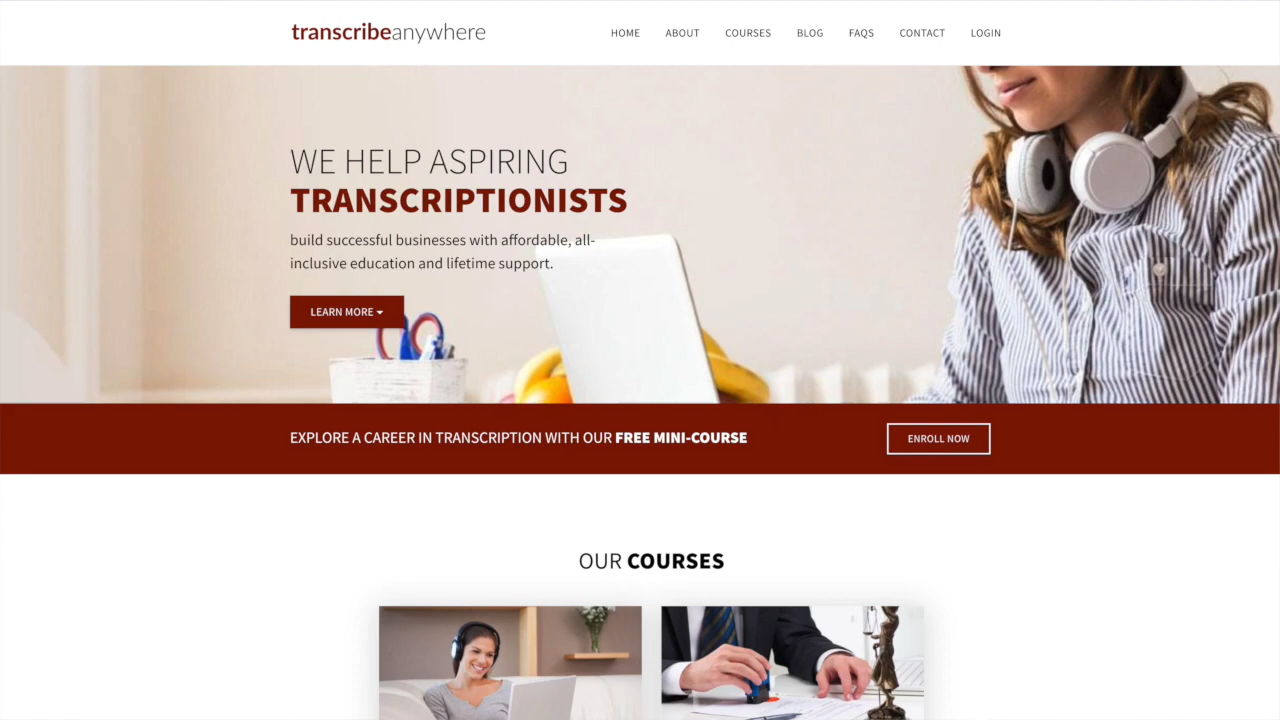 transcribeanywhere
HOME ABOUT COURSES BLOG FAQS CONTACT LOGIN
WE HELP ASPIRING
TRANSCRIPTIONISTS
build successful businesses with affordable, all-
inclusive education and lifetime support.
LEARN MORE
EXPLORE A CAREER IN TRANSCRIPTION WITH OUR FREE MINI-COURSE
ENROLL NOW
OUR COURSES